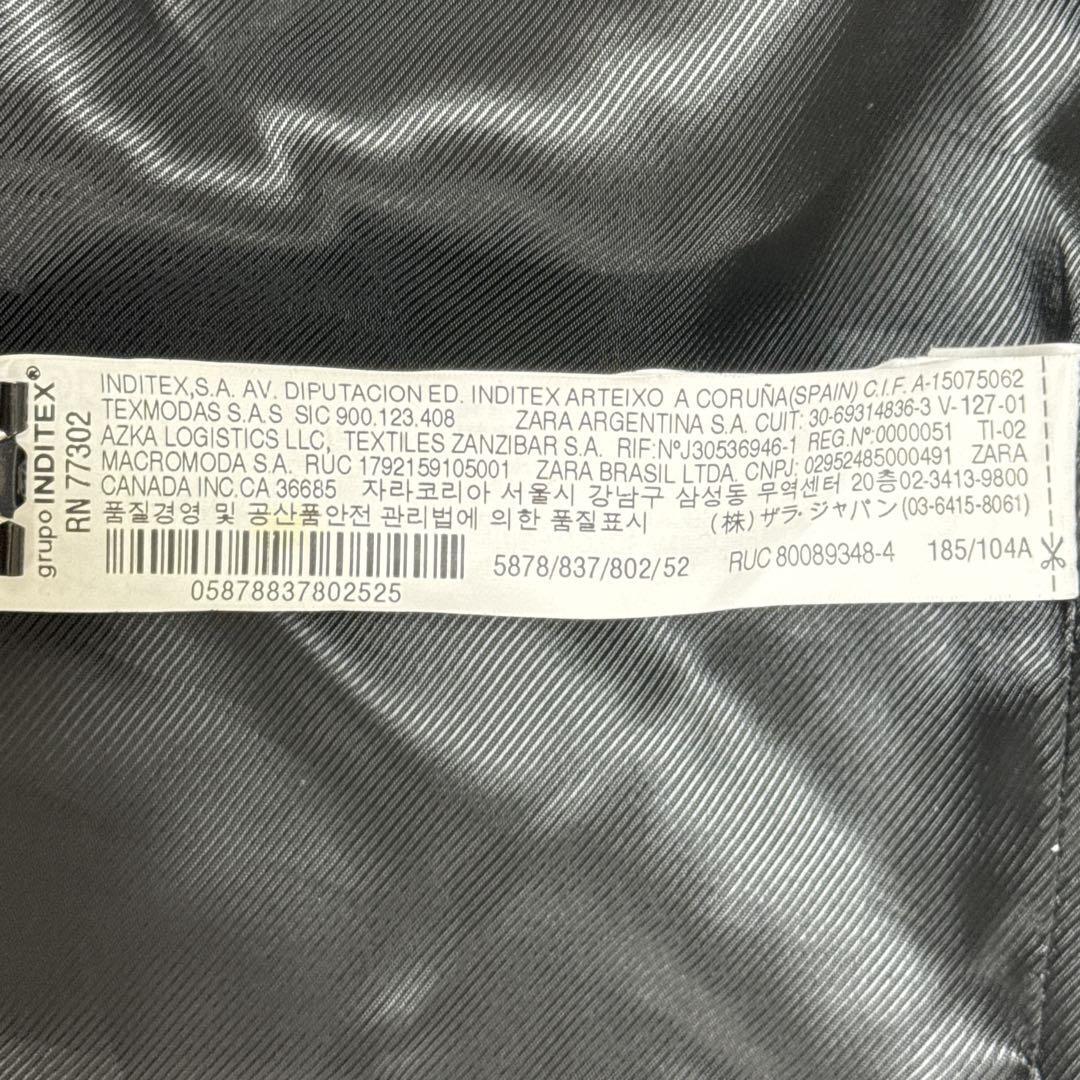 grupo INDITEX®
RN 77302
INDITEX,S.A. AV. DIPUTACION ED. INDITEX ARTEIXO A CORUÑA(SPAIN) C.I.F. A-15075062
TEXMODAS S.A.S SIC 900.123.408 ZARA ARGENTINA S.A. CUIT: 30-69314836-3 V-127-01
AZKA LOGISTICS LLC, TEXTILES ZANZIBAR S.A. RIF:NºJ30536946-1 REG.Nº:0000051 TI-02
MACROMODA S.A. RUC 1792159105001 ZARA BRASIL LTDA. CNPJ: 02952485000491 ZARA
CANADA INC.CA 36685 자라코리아 서울시 강남구 삼성동 무역센터 20층02-3413-9800
품질경영 및 공산품안전 관리법에 의한 품질표시 (株)ザラ・ジャパン(03-6415-8061)
5878/837/802/52 RUC 80089348-4 185/104A
05878837802525